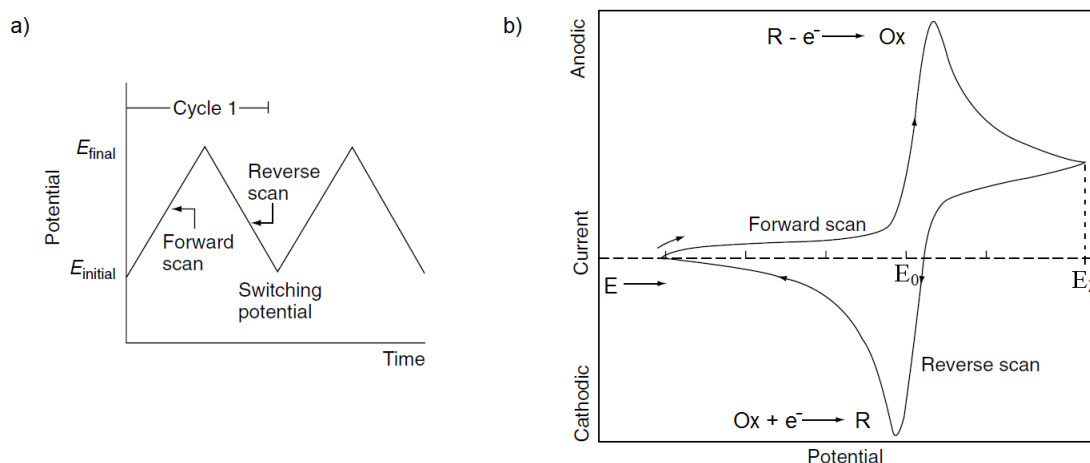 a)
Cycle 1
E_final
Reverse
scan
Potential
Forward
scan
E_initial
Switching
potential
Time
b)
R - e⁻ → Ox
Anodic
Forward scan
Current
E₀
E
Reverse scan
Cathodic
Ox + e⁻ → R
Potential